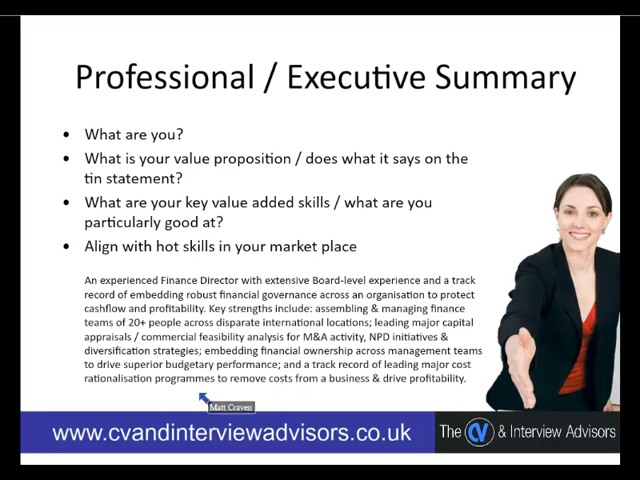 Professional / Executive Summary
• What are you?
• What is your value proposition / does what it says on the
tin statement?
• What are your key value added skills / what are you
particularly good at?
• Align with hot skills in your market place
An experienced Finance Director with extensive Board-level experience and a track
record of embedding robust financial governance across an organisation to protect
cashflow and profitability. Key strengths include: assembling & managing finance
teams of 20+ people across disparate international locations; leading major capital
appraisals / commercial feasibility analysis for M&A activity, NPD initiatives &
diversification strategies; embedding financial ownership across management teams
to drive superior budgetary performance; and a track record of leading major cost
rationalisation programmes to remove costs from a business & drive profitability.
Matt Craven
www.cvandinterviewadvisors.co.uk
The CV & Interview Advisors